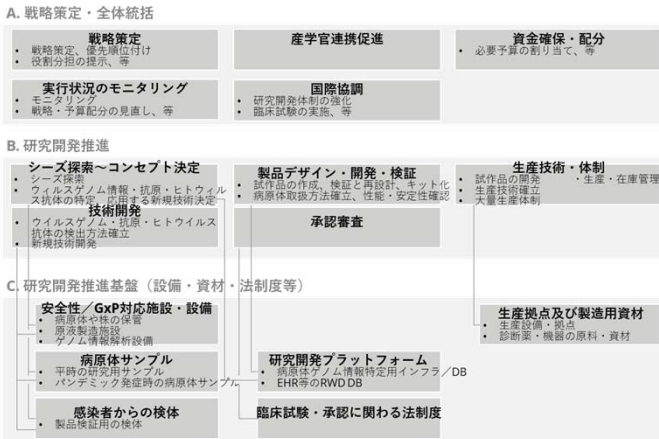 A. 戦略策定・全体統括
戦略策定
• 戦略策定、優先順位付け
• 役割分担の提示、等
産学官連携促進
資金確保・配分
• 必要予算の割り当て、等
実行状況のモニタリング
• モニタリング
• 戦略・予算配分の見直し、等
国際協調
• 研究開発体制の強化
• 臨床試験の実施、等
B. 研究開発推進
シーズ探索～コンセプト決定
• シーズ探索
• ウィルスゲノム情報・抗原・ヒトウィル
ス抗体の特定、応用する新規技術決定
製品デザイン・開発・検証
• 試作品の作成、検証と再設計、キット化
• 病原体取扱方法確立、性能・安定性確認
生産技術・体制
• 試作品の開発 ・生産・在庫管理
• 生産技術確立
• 大量生産体制
技術開発
• ウイルスゲノム・抗原・ヒトウイルス
抗体の検出方法確立
• 新規技術開発
承認審査
C. 研究開発推進基盤（設備・資材・法制度等）
安全性／GxP対応施設・設備
• 病原体や株の保管
• 原液製造施設
• ゲノム情報解析設備
生産拠点及び製造用資材
• 生産設備・拠点
• 診断薬・機器の原料・資材
病原体サンプル
• 平時の研究用サンプル
• パンデミック発症時の病原体サンプル
研究開発プラットフォーム
• 病原体ゲノム情報特定用インフラ／DB
• EHR等のRWD DB
感染者からの検体
• 製品検証用の検体
臨床試験・承認に関わる法制度